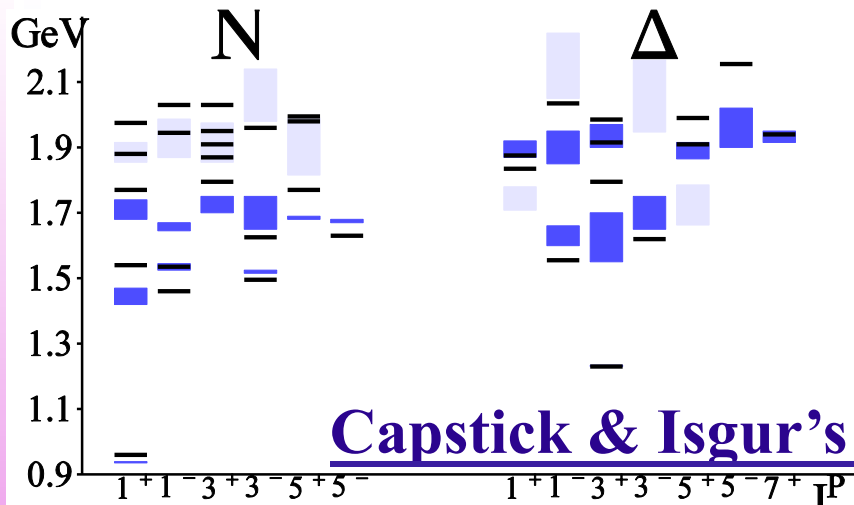 GeV N Δ
2.1
1.9
1.7
1.5
1.3
1.1
Capstick & Isgur’s
0.9
1 + 1 − 3 + 3 − 5 + 5 − 1 + 1 − 3 + 3 − 5 + 5 − 7 +
P